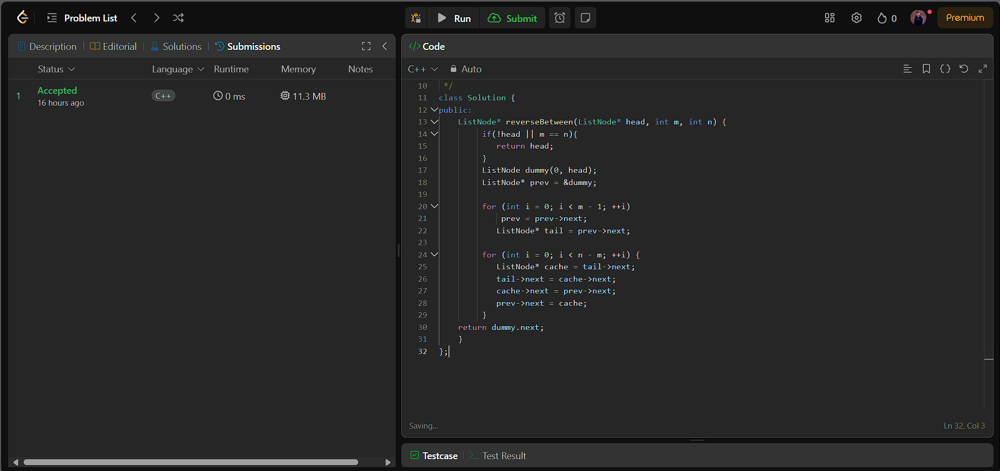 Problem List
Run
Submit
0
Premium
Description
Editorial
Solutions
Submissions
Status
Language
Runtime
Memory
Notes
1
Accepted
16 hours ago
C++
0 ms
11.3 MB
</> Code
C++
Auto
10 */
11 class Solution {
12 public:
13 ListNode* reverseBetween(ListNode* head, int m, int n) {
14 if(!head || m == n){
15 return head;
16 }
17 ListNode dummy(0, head);
18 ListNode* prev = &dummy;
19
20 for (int i = 0; i < m - 1; ++i)
21 prev = prev->next;
22 ListNode* tail = prev->next;
23
24 for (int i = 0; i < n - m; ++i) {
25 ListNode* cache = tail->next;
26 tail->next = cache->next;
27 cache->next = prev->next;
28 prev->next = cache;
29 }
30 return dummy.next;
31 }
32 };
Saving...
Ln 32, Col 3
Testcase
Test Result